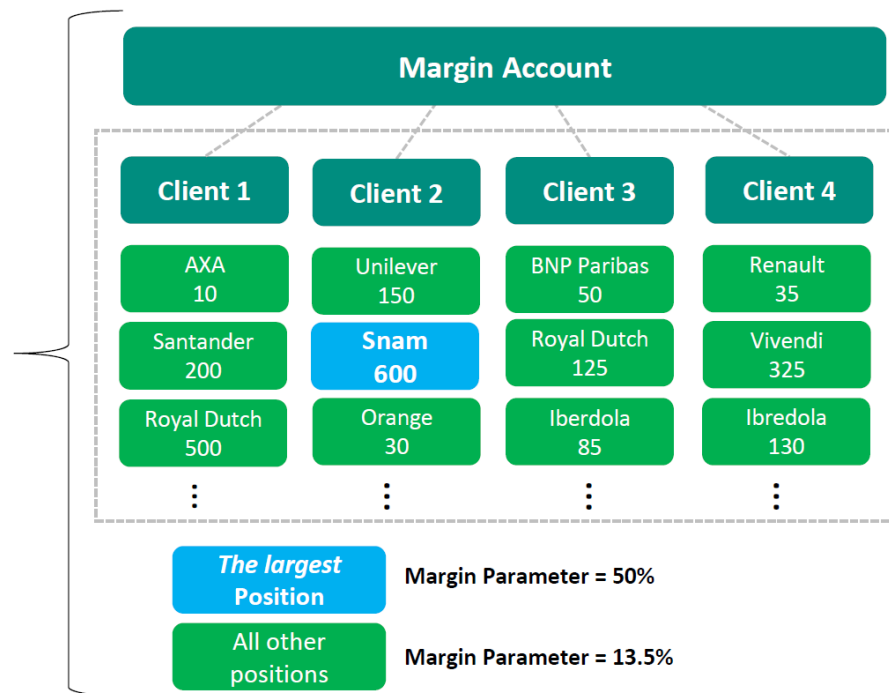 Margin Account
Client 1
Client 2
Client 3
Client 4
AXA
10
Unilever
150
BNP Paribas
50
Renault
35
Santander
200
Snam
600
Royal Dutch
125
Vivendi
325
Royal Dutch
500
Orange
30
Iberdola
85
Ibredola
130
⋮
⋮
⋮
⋮
The largest
Position
Margin Parameter = 50%
All other
positions
Margin Parameter = 13.5%